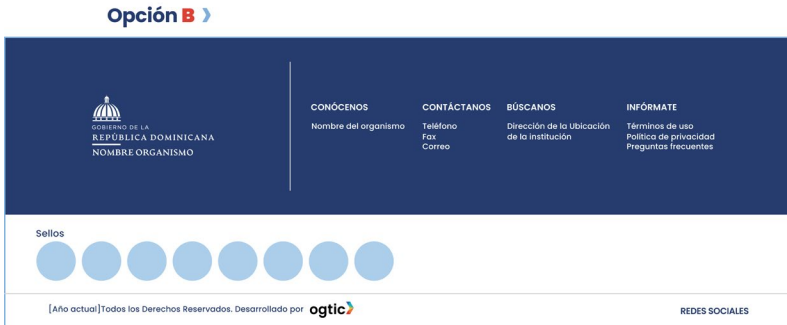 Opción B
GOBIERNO DE LA
REPÚBLICA DOMINICANA
NOMBRE ORGANISMO
CONÓCENOS
Nombre del organismo
CONTÁCTANOS
Teléfono
Fax
Correo
BÚSCANOS
Dirección de la Ubicación
de la institución
INFÓRMATE
Términos de uso
Política de privacidad
Preguntas frecuentes
Sellos
[Año actual]Todos los Derechos Reservados. Desarrollado por ogtic
REDES SOCIALES